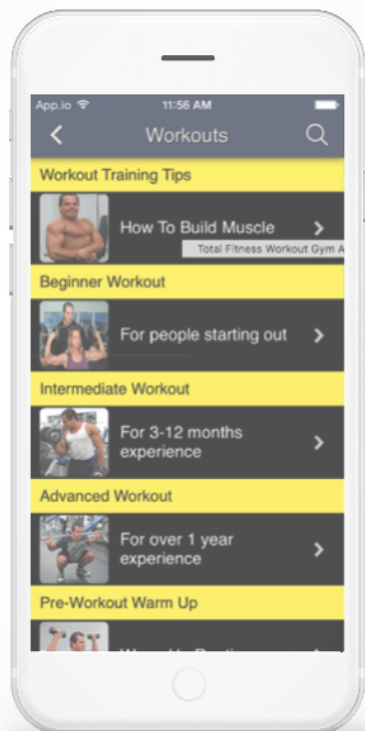 App.io
11:56 AM
Workouts
Workout Training Tips
How To Build Muscle
Total Fitness Workout Gym A
Beginner Workout
For people starting out
Intermediate Workout
For 3-12 months
experience
Advanced Workout
For over 1 year
experience
Pre-Workout Warm Up